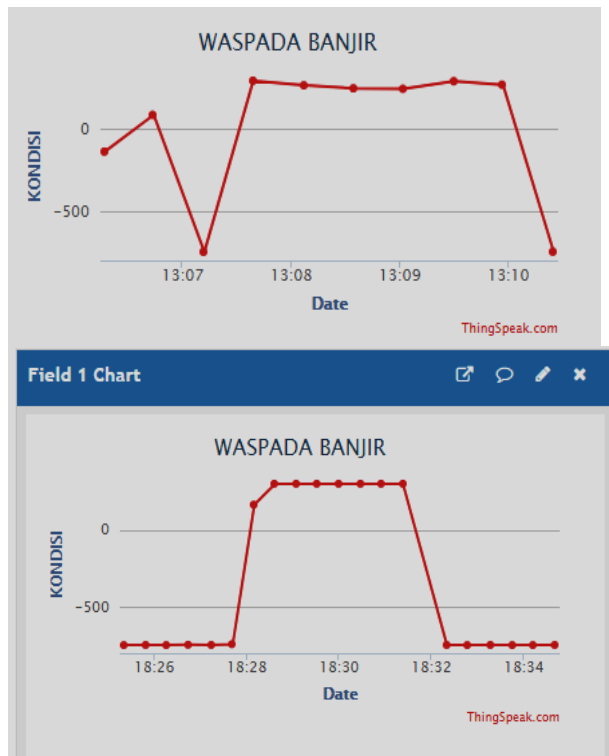 WASPADA BANJIR
KONDISI
0
−500
13:07 13:08 13:09 13:10
Date
ThingSpeak.com
Field 1 Chart
WASPADA BANJIR
KONDISI
0
−500
18:26 18:28 18:30 18:32 18:34
Date
ThingSpeak.com